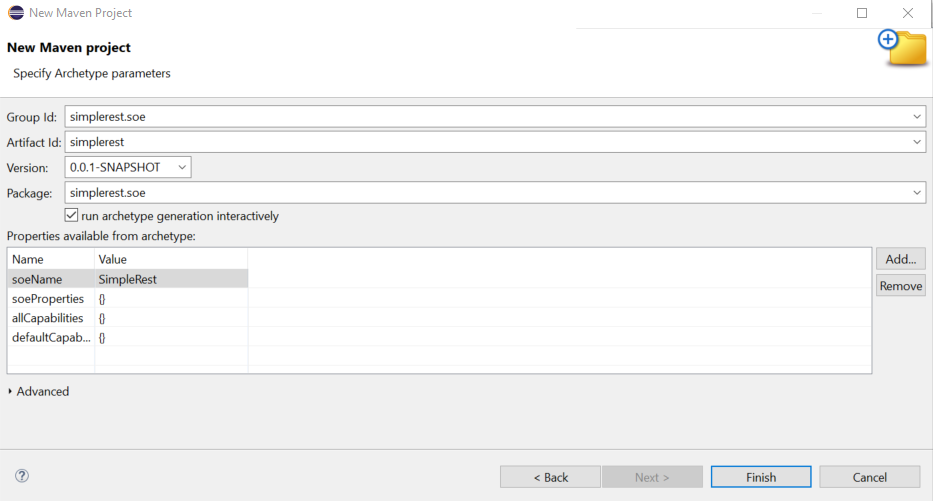 New Maven Project
New Maven project
Specify Archetype parameters
Group Id: simplerest.soe
Artifact Id: simplerest
Version: 0.0.1-SNAPSHOT
Package: simplerest.soe
run archetype generation interactively
Properties available from archetype:
Name Value Add...
soeName SimpleRest Remove
soeProperties {}
allCapabilities {}
defaultCapab... {}
Advanced
? < Back Next > Finish Cancel